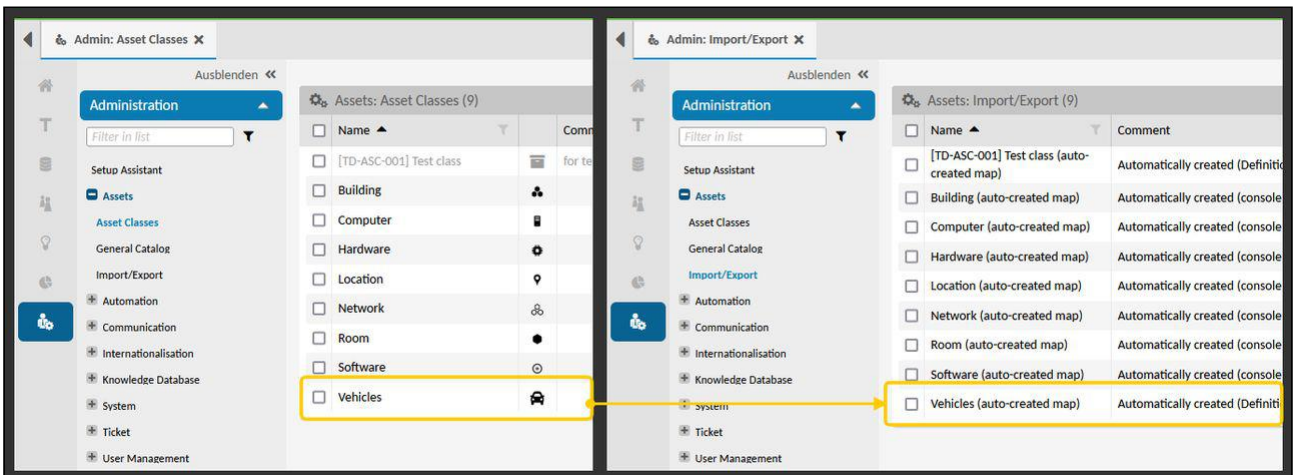 Admin: Asset Classes
Ausblenden
Administration
Filter in list
Setup Assistant
Assets
Asset Classes
General Catalog
Import/Export
Automation
Communication
Internationalisation
Knowledge Database
System
Ticket
User Management
Assets: Asset Classes (9)
Name
Comm
[TD-ASC-001] Test class
for te
Building
Computer
Hardware
Location
Network
Room
Software
Vehicles
Admin: Import/Export
Ausblenden
Administration
Filter in list
Setup Assistant
Assets
Asset Classes
General Catalog
Import/Export
Automation
Communication
Internationalisation
Knowledge Database
System
Ticket
User Management
Assets: Import/Export (9)
Name Comment
[TD-ASC-001] Test class (auto-
created map)
Automatically created (Definitic
Building (auto-created map) Automatically created (console
Computer (auto-created map) Automatically created (console
Hardware (auto-created map) Automatically created (console
Location (auto-created map) Automatically created (console
Network (auto-created map) Automatically created (console
Room (auto-created map) Automatically created (console
Software (auto-created map) Automatically created (console
Vehicles (auto-created map) Automatically created (Definiti